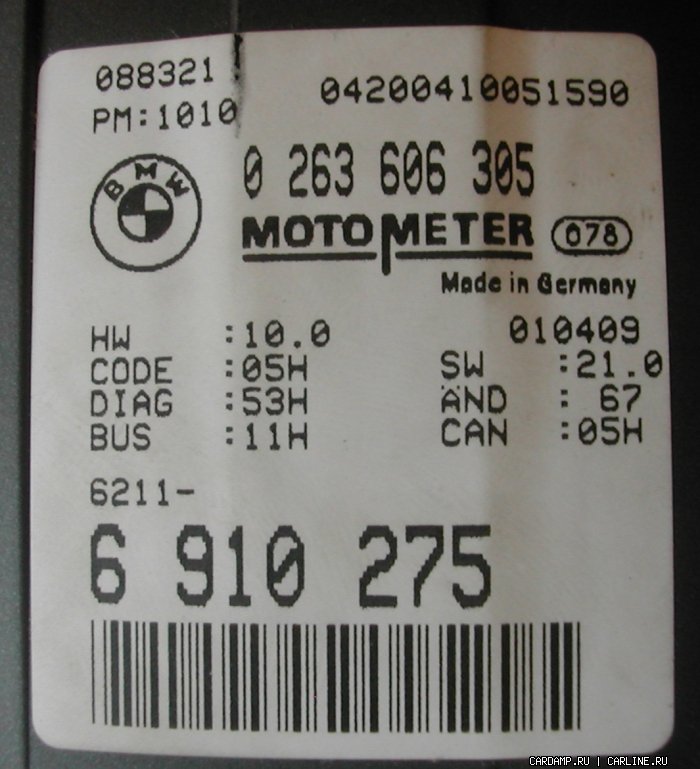 088321
04200410051590
PM:1010
BMW
0 263 606 305
MOTOMETER 078
Made in Germany
HW :10.0
010409
CODE :05H
SW :21.0
DIAG :53H
ÄND : 67
BUS :11H
CAN :05H
6211-
6 910 275
CARDAMP.RU | CARLINE.RU